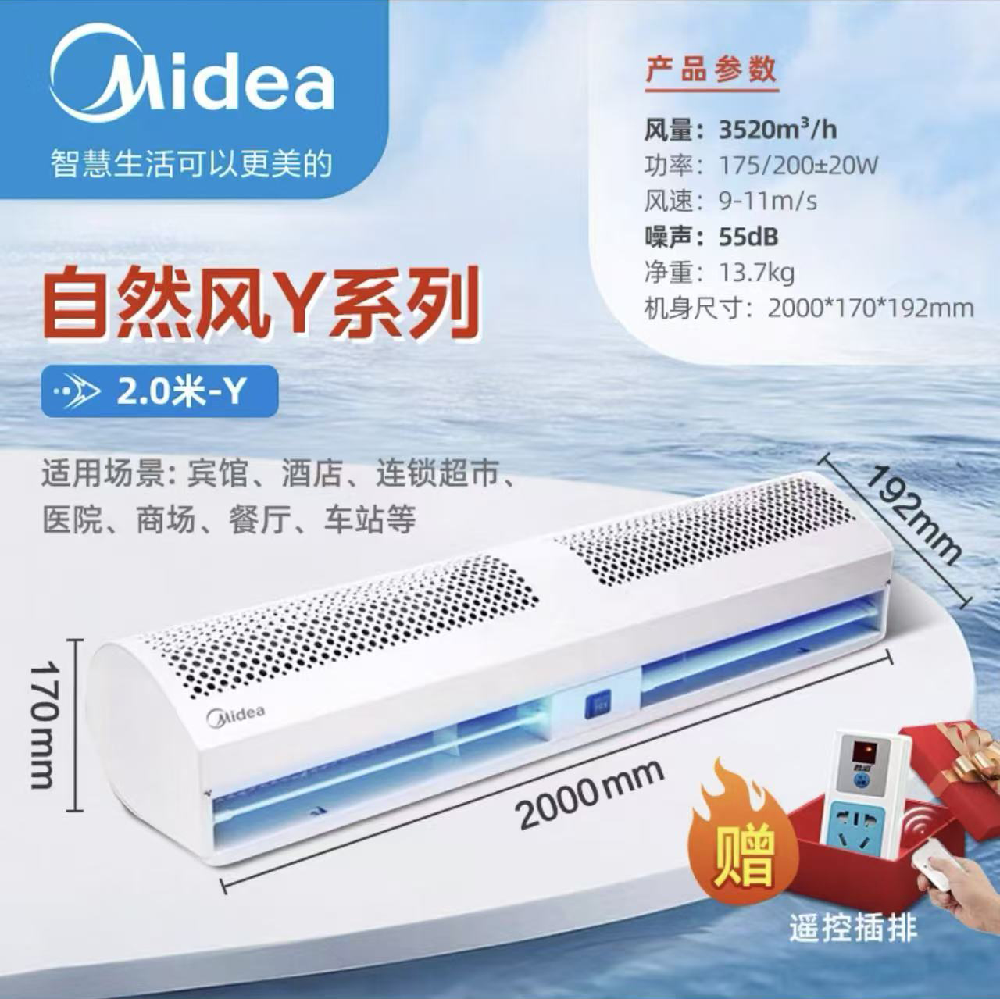 Midea
智慧生活可以更美的
产品参数
风量：3520m³/h
功率：175/200±20W
风速：9-11m/s
噪声：55dB
净重：13.7kg
机身尺寸：2000*170*192mm
自然风Y系列
2.0米-Y
适用场景：宾馆、酒店、连锁超市、
医院、商场、餐厅、车站等
192mm
170mm
Midea
2000mm
赠
遥控插排